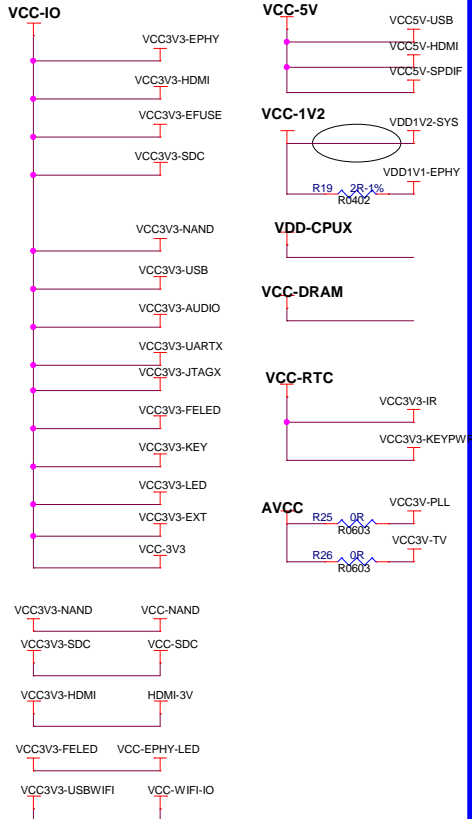 VCC-IO
VCC3V3-EPHY
VCC3V3-HDMI
VCC3V3-EFUSE
VCC3V3-SDC
VCC3V3-NAND
VCC3V3-USB
VCC3V3-AUDIO
VCC3V3-UARTX
VCC3V3-JTAGX
VCC3V3-FELED
VCC3V3-KEY
VCC3V3-LED
VCC3V3-EXT
VCC-3V3
VCC3V3-NAND VCC-NAND
VCC3V3-SDC VCC-SDC
VCC3V3-HDMI HDMI-3V
VCC3V3-FELED VCC-EPHY-LED
VCC3V3-USBWIFI VCC-WIFI-IO
VCC-5V
VCC5V-USB
VCC5V-HDMI
VCC5V-SPDIF
VCC-1V2
VDD1V2-SYS
VDD1V1-EPHY
R19 2R-1%
R0402
VDD-CPUX
VCC-DRAM
VCC-RTC
VCC3V3-IR
VCC3V3-KEYPW
AVCC
VCC3V-PLL
R25 0R
R0603
VCC3V-TV
R26 0R
R0603